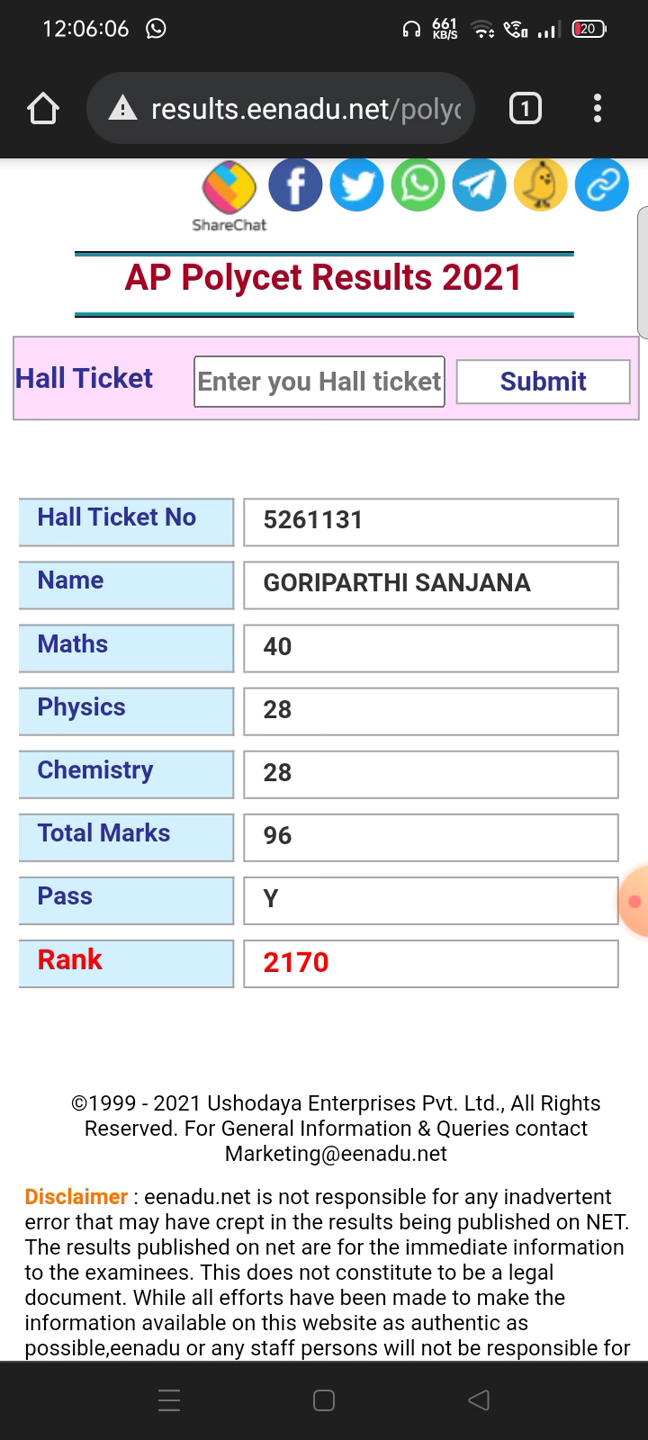 12:06:06
661
KB/S
20
results.eenadu.net/polyc
1
ShareChat
AP Polycet Results 2021
Hall Ticket
Enter you Hall ticket
Submit
Hall Ticket No 5261131
Name GORIPARTHI SANJANA
Maths 40
Physics 28
Chemistry 28
Total Marks 96
Pass Y
Rank 2170
©1999 - 2021 Ushodaya Enterprises Pvt. Ltd., All Rights
Reserved. For General Information & Queries contact
Marketing@eenadu.net
Disclaimer : eenadu.net is not responsible for any inadvertent
error that may have crept in the results being published on NET.
The results published on net are for the immediate information
to the examinees. This does not constitute to be a legal
document. While all efforts have been made to make the
information available on this website as authentic as
possible,eenadu or any staff persons will not be responsible for